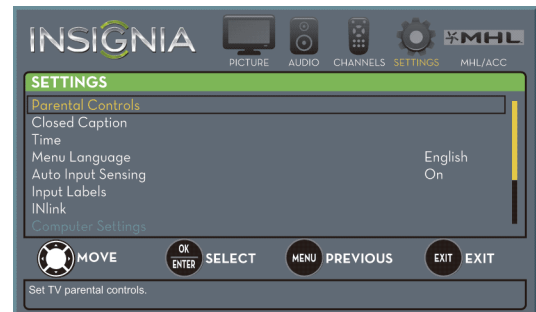 INSIGNIA
PICTURE AUDIO CHANNELS SETTINGS MHL/ACC
MHL
SETTINGS
Parental Controls
Closed Caption
Time
Menu Language English
Auto Input Sensing On
Input Labels
INlink
Computer Settings
MOVE OK ENTER SELECT MENU PREVIOUS EXIT EXIT
Set TV parental controls.